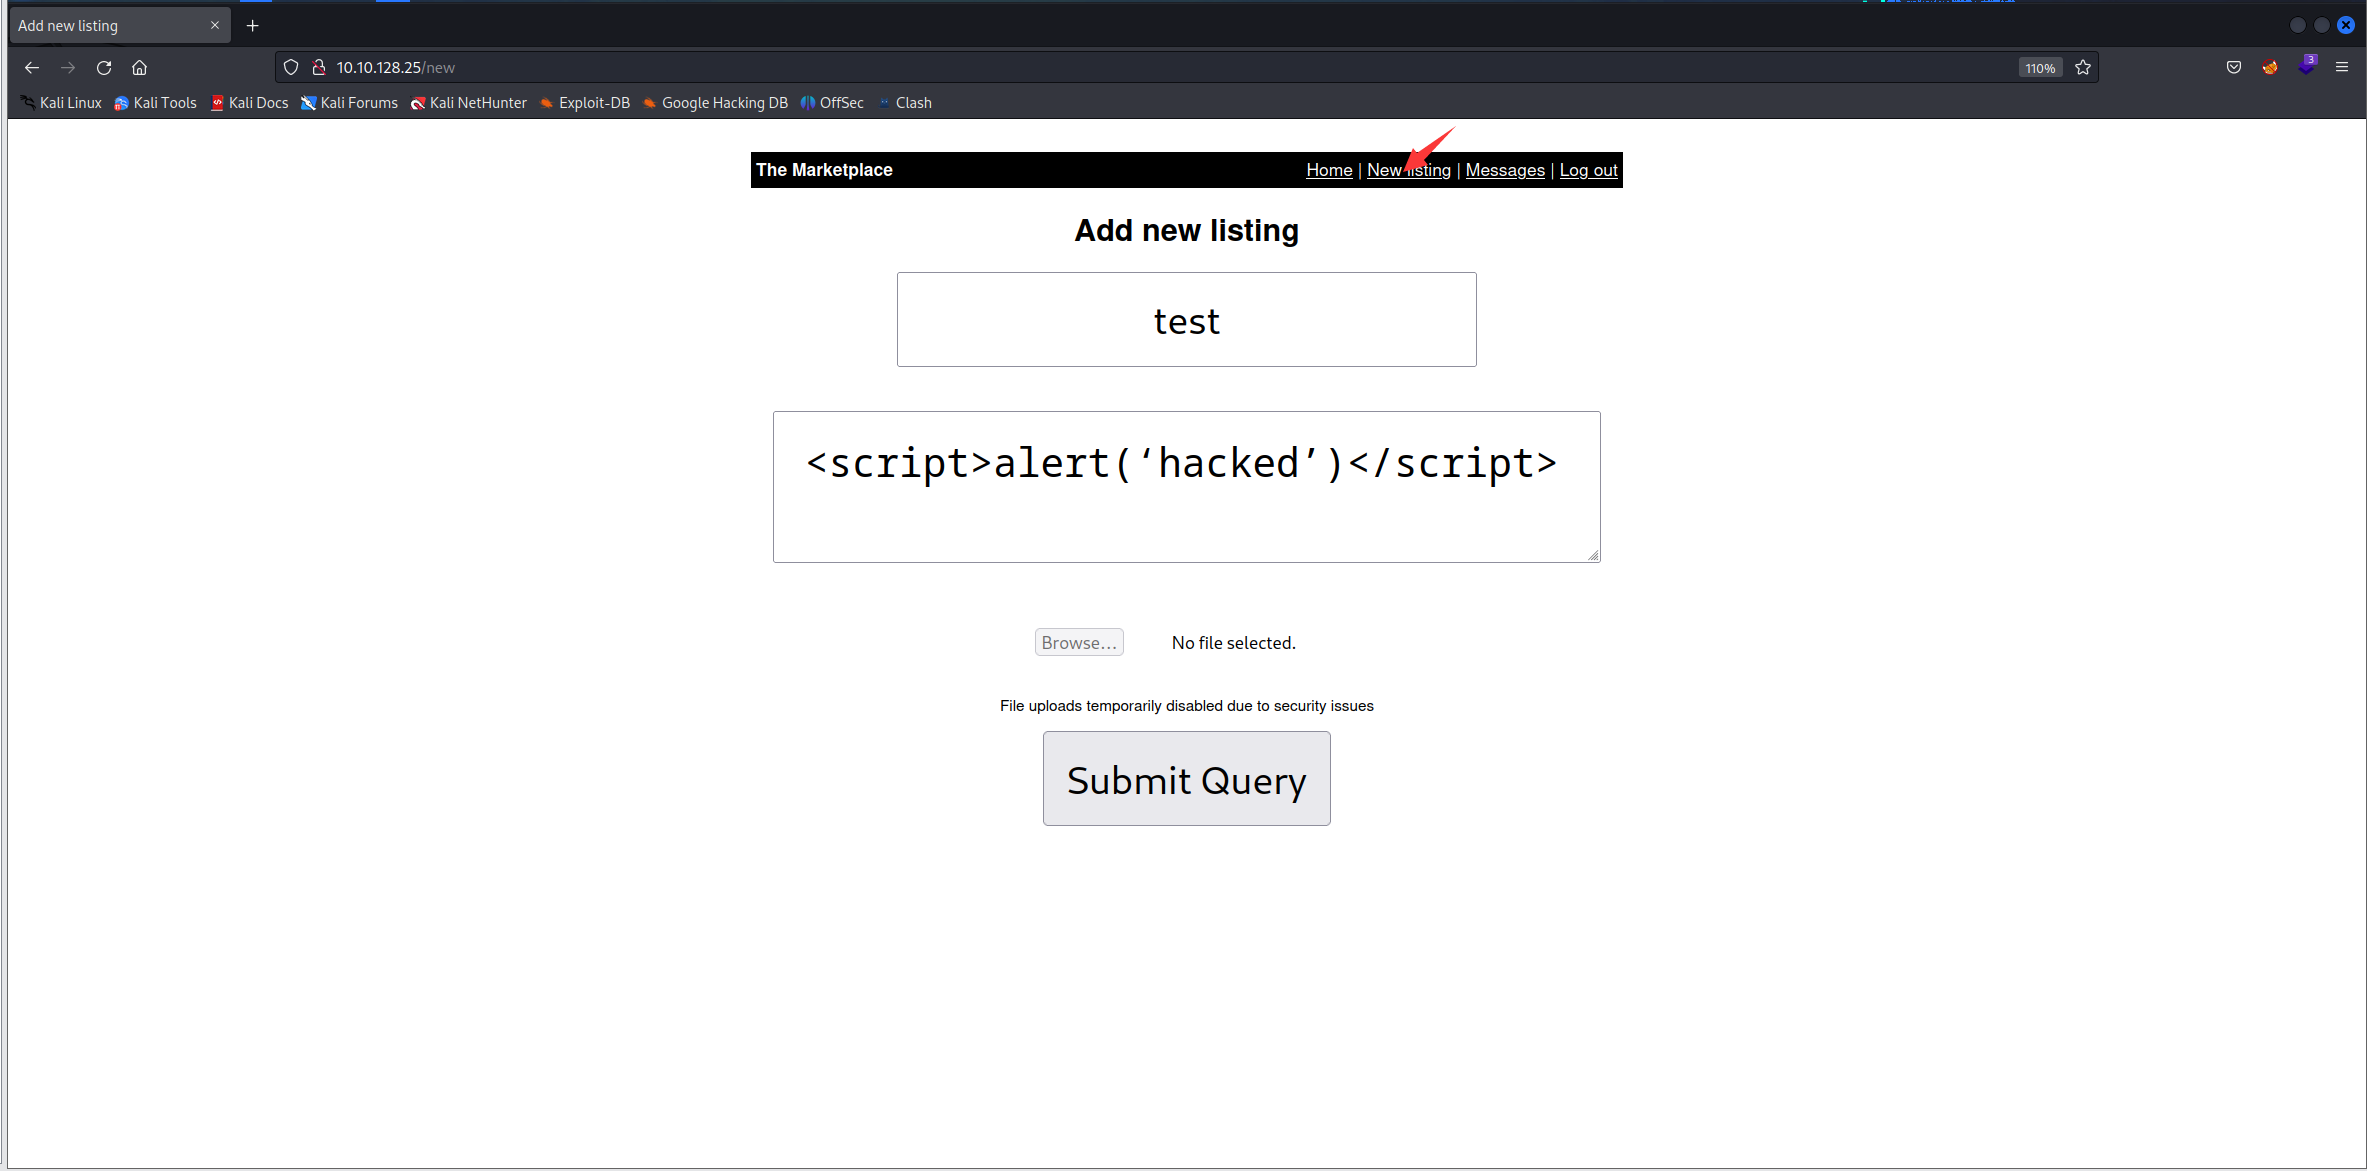 Add new listing
10.10.128.25/new
110%
3
Kali Linux Kali Tools Kali Docs Kali Forums Kali NetHunter Exploit-DB Google Hacking DB OffSec Clash
The Marketplace Home | New listing | Messages | Log out
Add new listing
test
<script>alert(‘hacked’)</script>
Browse... No file selected.
File uploads temporarily disabled due to security issues
Submit Query